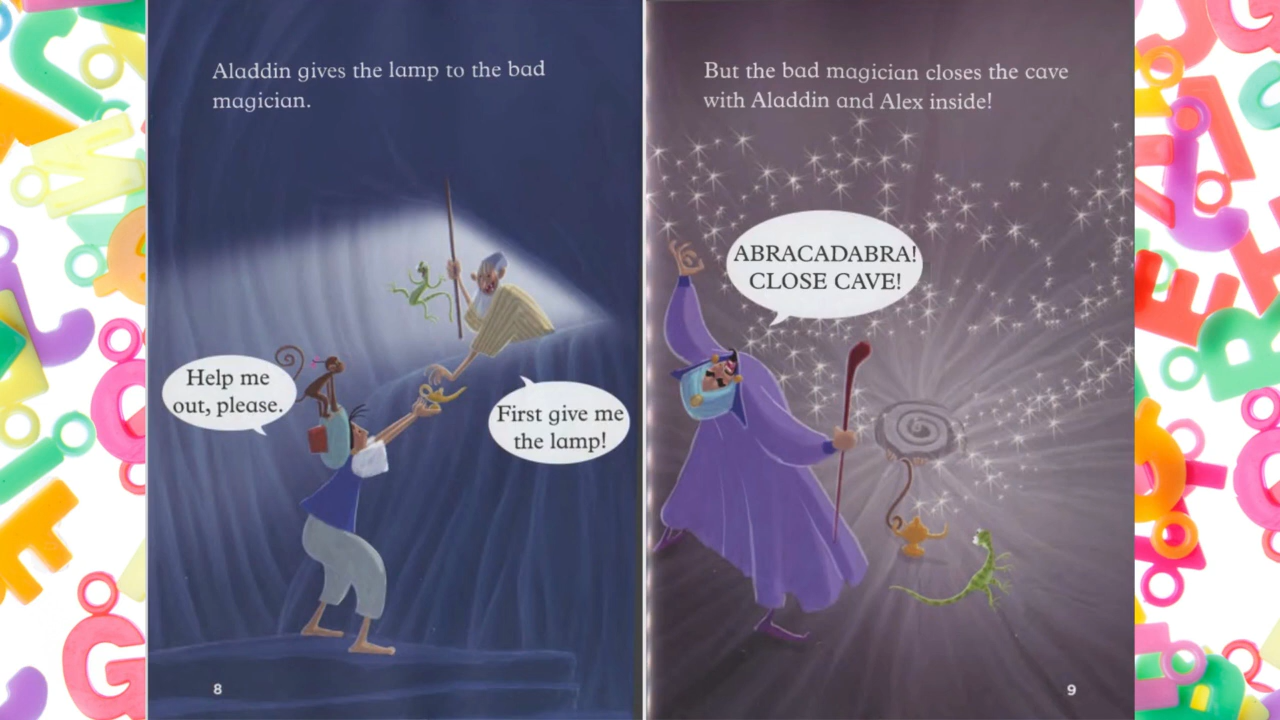 Aladdin gives the lamp to the bad
magician.
Help me
out, please.
First give me
the lamp!
8
But the bad magician closes the cave
with Aladdin and Alex inside!
ABRACADABRA!
CLOSE CAVE!
9